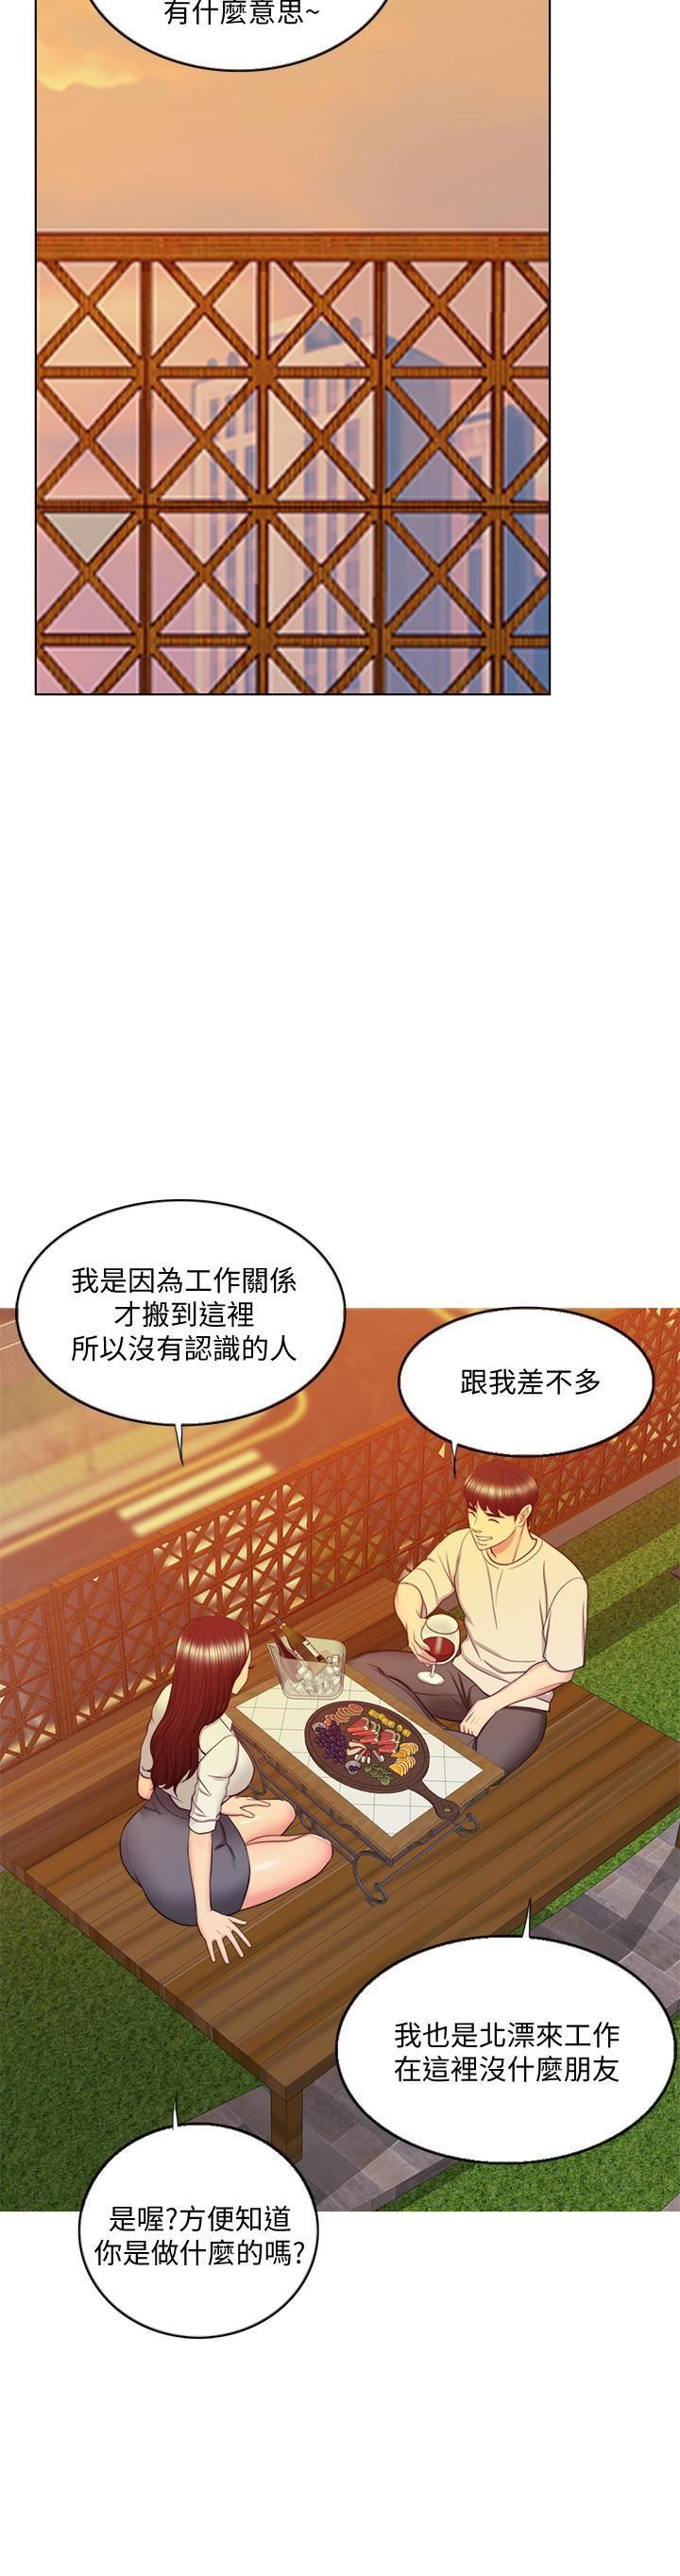 有什麼意思~
我是因為工作關係
才搬到這裡
所以沒有認識的人
跟我差不多
我也是北漂來工作
在這裡沒什麼朋友
是喔?方便知道
你是做什麼的嗎?